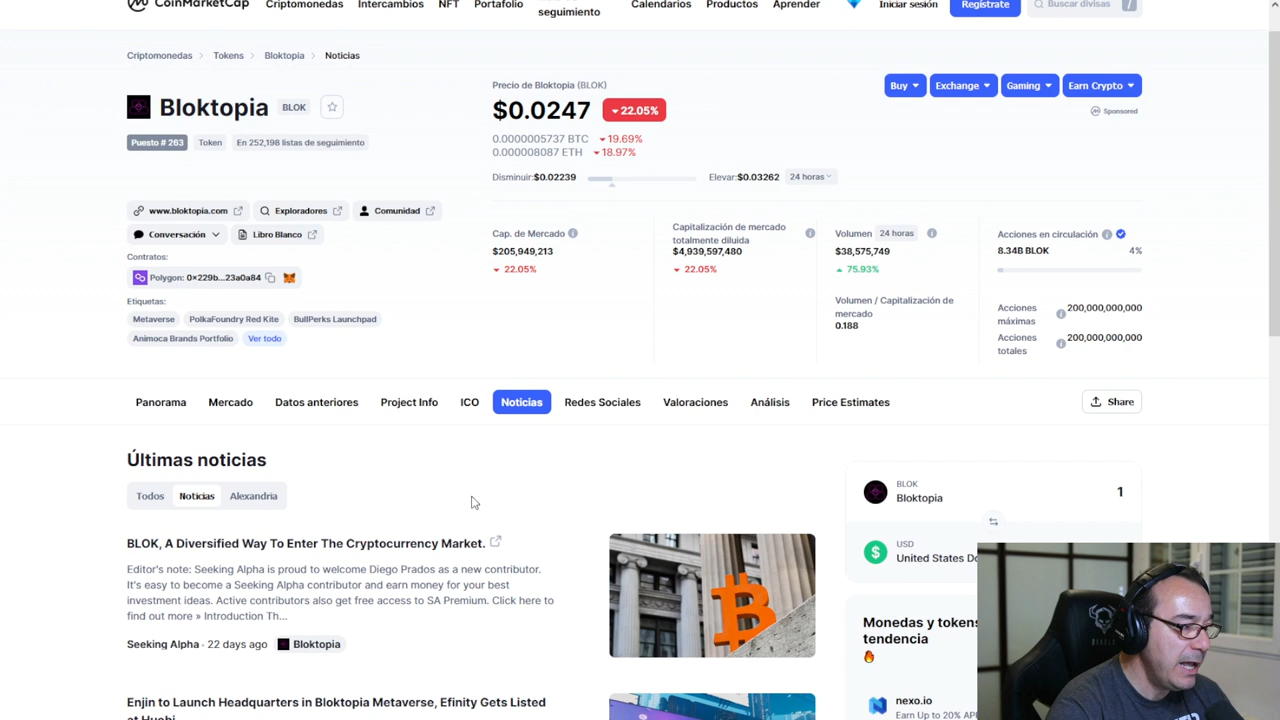 CoinMarketCap
Criptomonedas
Intercambios
NFT
Portafolio
seguimiento
Calendarios
Productos
Aprender
Iniciar sesión
Regístrate
Buscar divisas
/
Criptomonedas > Tokens > Bloktopia > Noticias
Bloktopia BLOK
Puesto # 263 Token En 252,198 listas de seguimiento
www.bloktopia.com Exploradores Comunidad
Conversación Libro Blanco
Contratos:
Polygon: 0x229b...23a0a84
Etiquetas:
Metaverse PolkaFoundry Red Kite BullPerks Launchpad
Animoca Brands Portfolio Ver todo
Precio de Bloktopia (BLOK)
$0.0247 22.05%
0.0000005737 BTC 19.69%
0.000008087 ETH 18.97%
Disminuir:$0.02239 Elevar:$0.03262 24 horas
Buy Exchange Gaming Earn Crypto
Sponsored
Cap. de Mercado
$205,949,213
22.05%
Capitalización de mercado
totalmente diluida
$4,939,597,480
22.05%
Volumen 24 horas
$38,575,749
75.93%
Volumen / Capitalización de
mercado
0.188
Acciones en circulación
8.34B BLOK 4%
Acciones
máximas
200,000,000,000
Acciones
totales
200,000,000,000
Panorama Mercado Datos anteriores Project Info ICO Noticias Redes Sociales Valoraciones Análisis Price Estimates Share
Últimas noticias
Todos Noticias Alexandria
BLOK, A Diversified Way To Enter The Cryptocurrency Market.
Editor's note: Seeking Alpha is proud to welcome Diego Prados as a new contributor.
It's easy to become a Seeking Alpha contributor and earn money for your best
investment ideas. Active contributors also get free access to SA Premium. Click here to
find out more » Introduction Th...
Seeking Alpha · 22 days ago Bloktopia
Enjin to Launch Headquarters in Bloktopia Metaverse, Efinity Gets Listed
at Huobi
BLOK
Bloktopia
1
USD
United States Do
Monedas y tokens
tendencia
nexo.io
Earn Up to 20% AP